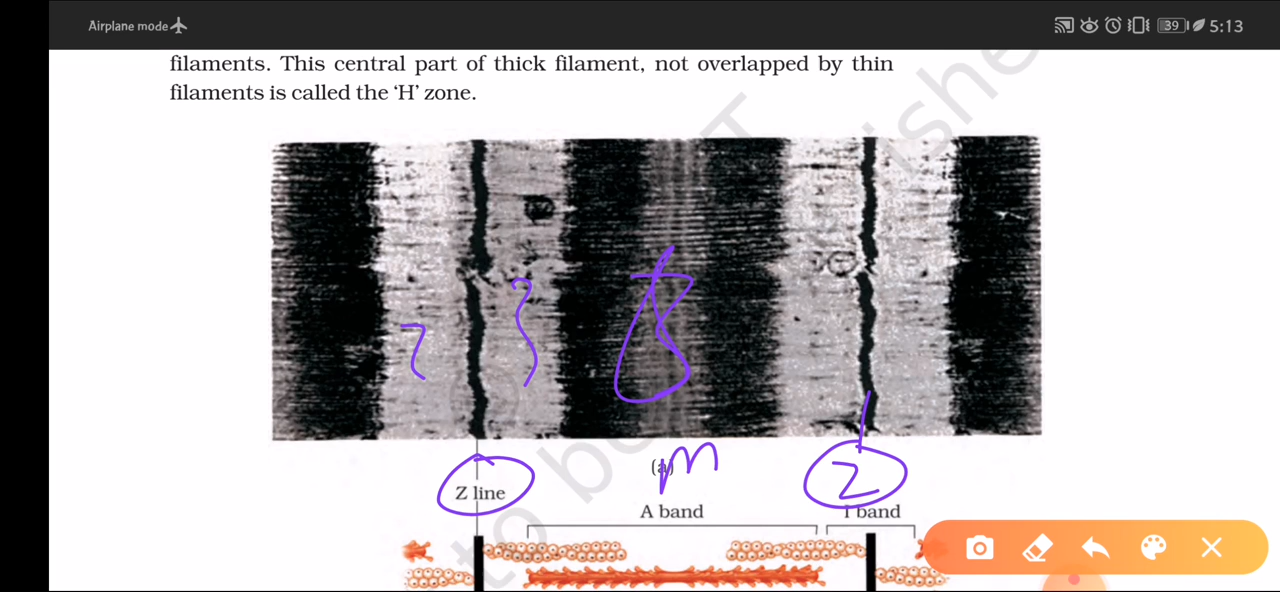 Airplane mode 39 5:13
filaments. This central part of thick filament, not overlapped by thin
filaments is called the 'H' zone.
(a) m
Z line Z
A band I band